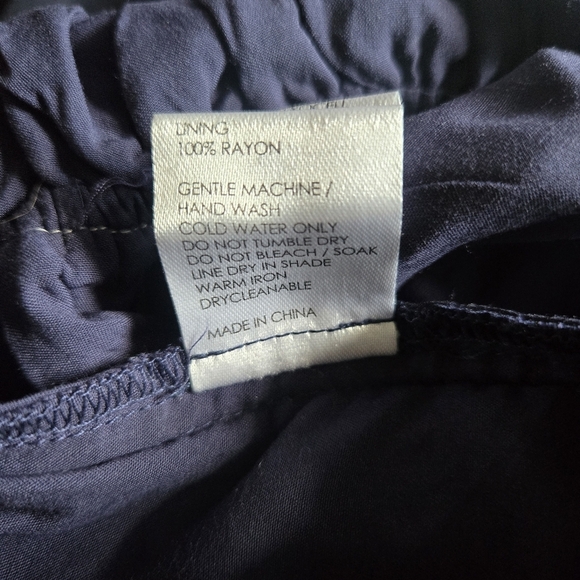 LINING
100% RAYON
GENTLE MACHINE /
HAND WASH
COLD WATER ONLY
DO NOT TUMBLE DRY
DO NOT BLEACH / SOAK
LINE DRY IN SHADE
WARM IRON
DRYCLEANABLE
MADE IN CHINA